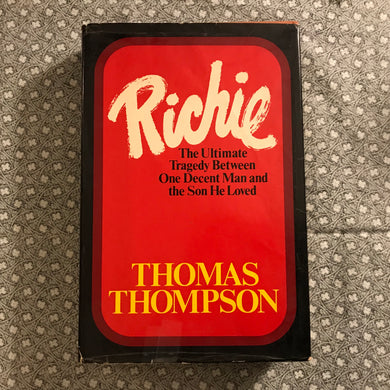 Richie
The Ultimate
Tragedy Between
One Decent Man and
the Son He Loved
THOMAS
THOMPSON